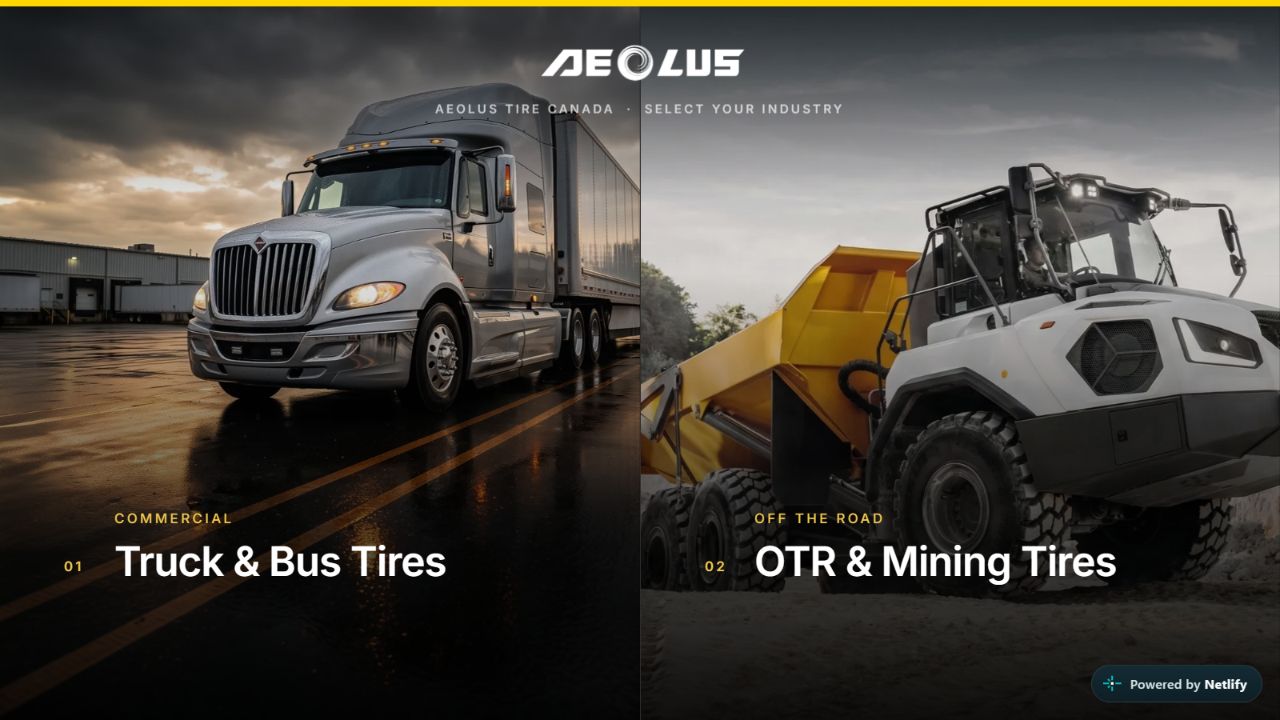 AEOLUS
AEOLUS TIRE CANADA · SELECT YOUR INDUSTRY
COMMERCIAL
01 Truck & Bus Tires
OFF THE ROAD
02 OTR & Mining Tires
Powered by Netlify